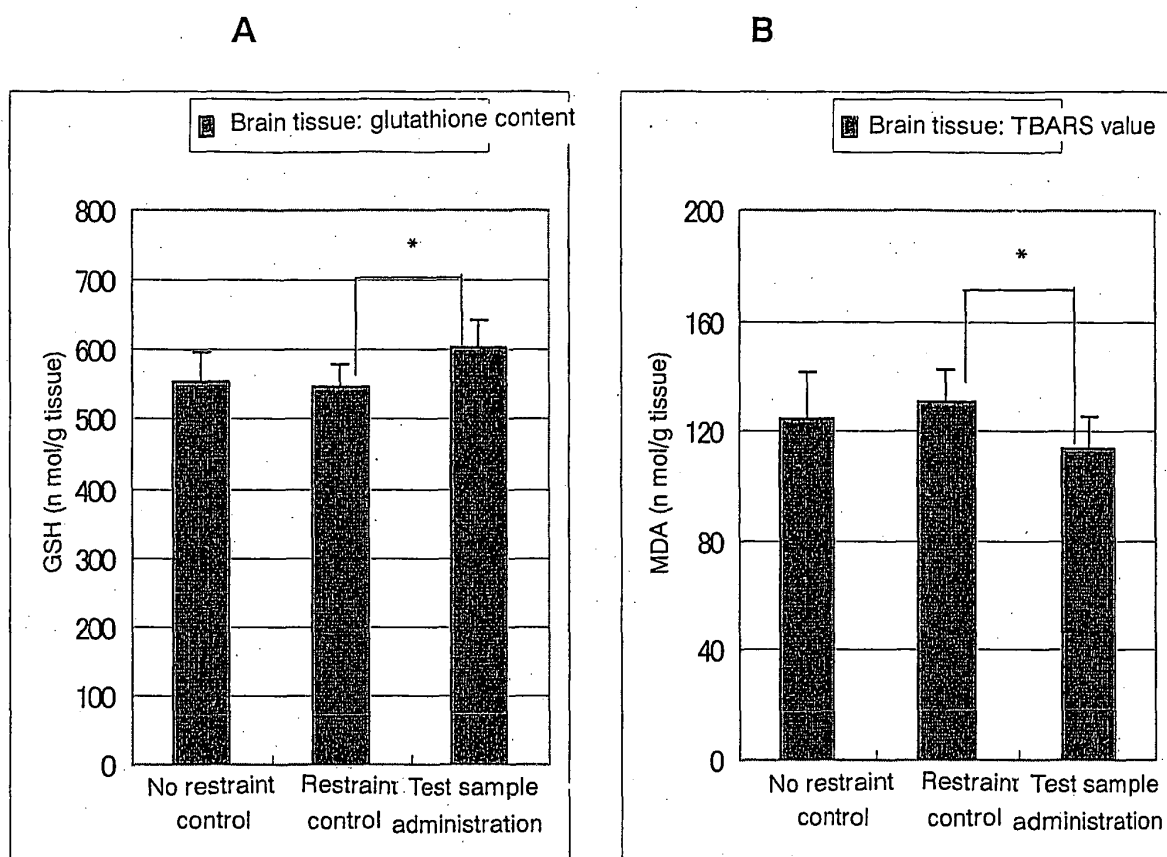 A
Brain tissue: glutathione content
800
700
600
500
400
300
200
100
0
GSH (n mol/g tissue)
*
No restraint control
Restraint control
Test sample administration
B
Brain tissue: TBARS value
200
160
120
80
40
0
MDA (n mol/g tissue)
*
No restraint control
Restraint control
Test sample administration